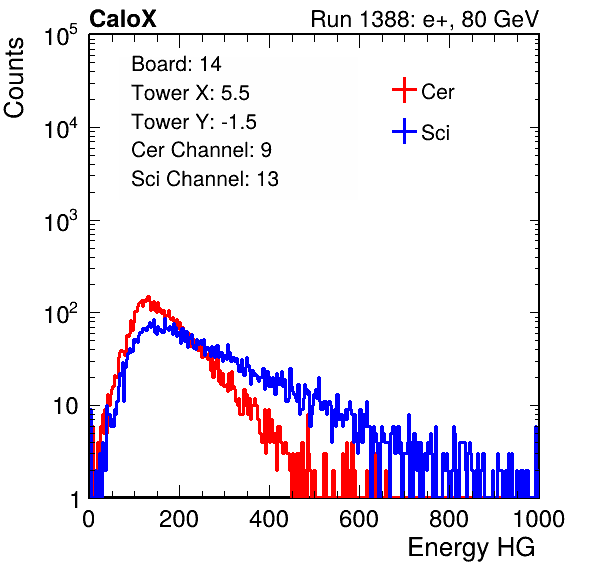 CaloX Run 1388: e+, 80 GeV
Counts
10^5
10^4
10^3
10^2
10
1
Board: 14
Tower X: 5.5
Tower Y: -1.5
Cer Channel: 9
Sci Channel: 13
Cer
Sci
0 200 400 600 800 1000
Energy HG